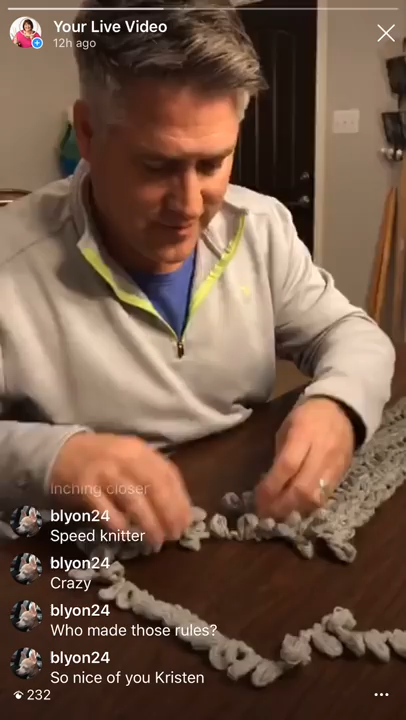 Your Live Video
12h ago
Inching closer
blyon24
Speed knitter
blyon24
Crazy
blyon24
Who made those rules?
blyon24
So nice of you Kristen
232